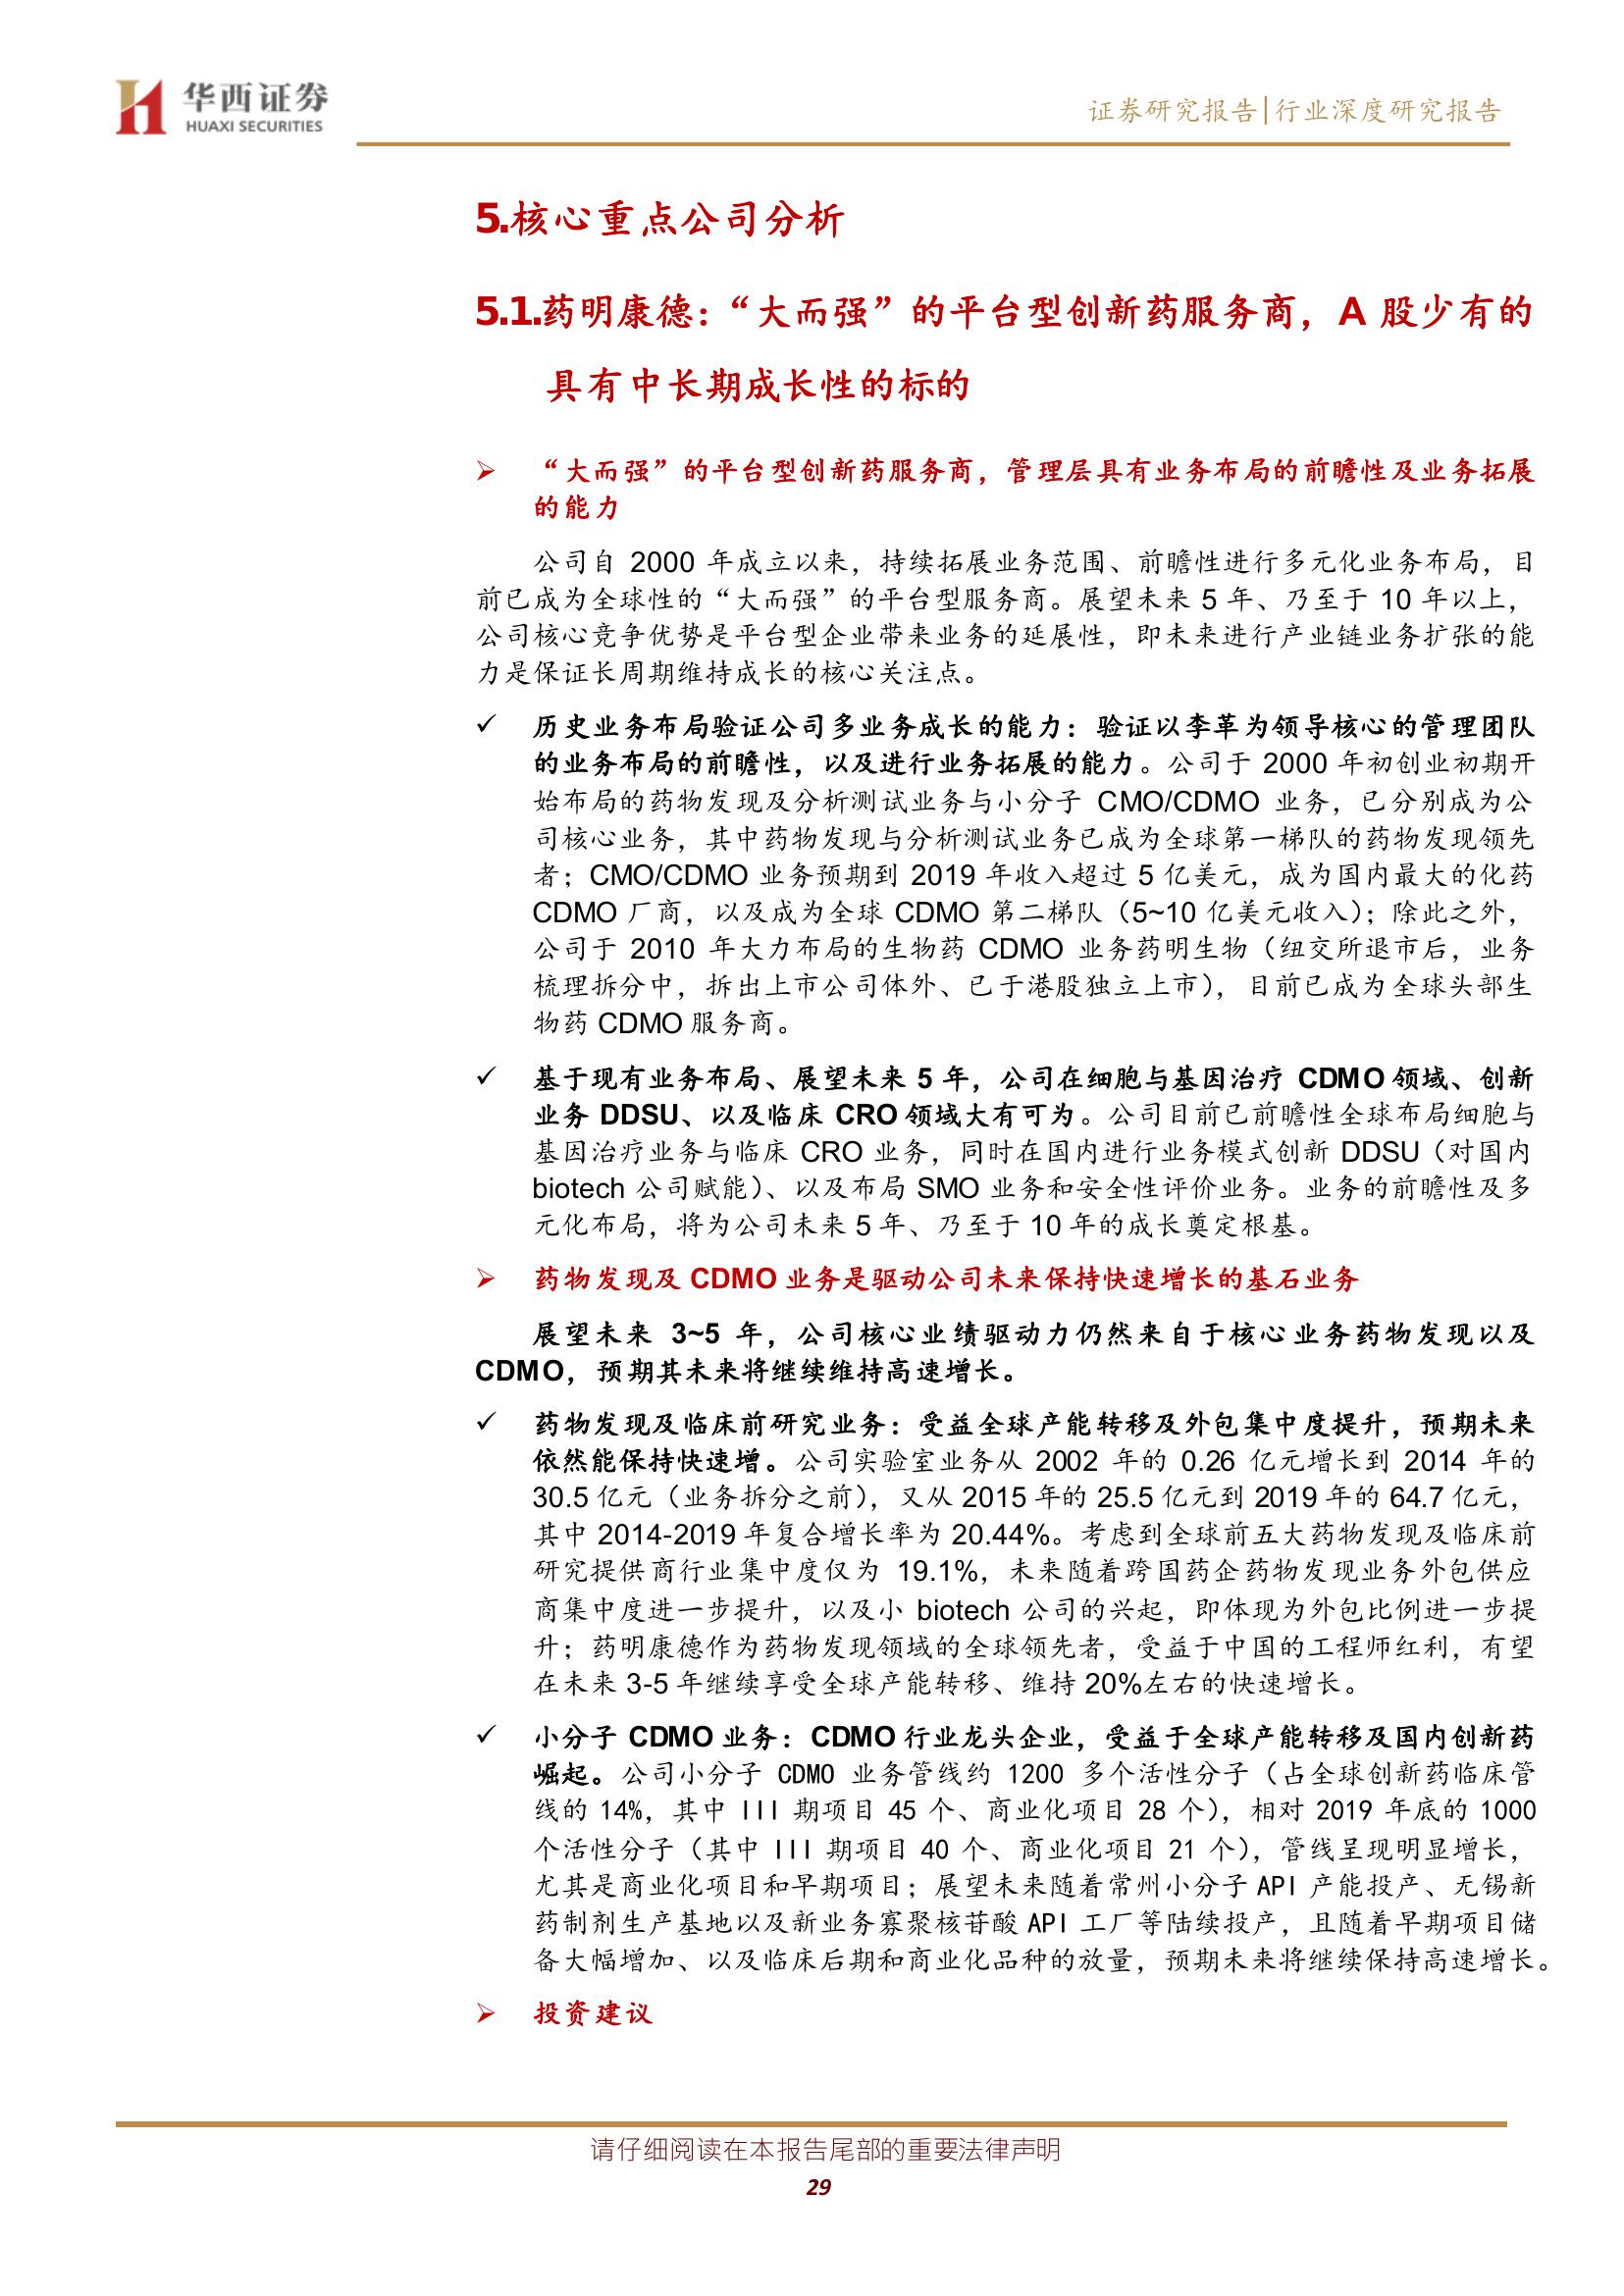 华西证券
HUAXI SECURITIES
证券研究报告|行业深度研究报告
5.核心重点公司分析
5.1.药明康德：“大而强”的平台型创新药服务商，A 股少有的
具有中长期成长性的标的
“大而强”的平台型创新药服务商，管理层具有业务布局的前瞻性及业务拓展
的能力
公司自 2000 年成立以来，持续拓展业务范围、前瞻性进行多元化业务布局，目
前已成为全球性的“大而强”的平台型服务商。展望未来 5 年、乃至于 10 年以上，
公司核心竞争优势是平台型企业带来业务的延展性，即未来进行产业链业务扩张的能
力是保证长周期维持成长的核心关注点。
✓ 历史业务布局验证公司多业务成长的能力：验证以李革为领导核心的管理团队
的业务布局的前瞻性，以及进行业务拓展的能力。公司于 2000 年初创业初期开
始布局的药物发现及分析测试业务与小分子 CMO/CDMO 业务，已分别成为公
司核心业务，其中药物发现与分析测试业务已成为全球第一梯队的药物发现领先
者；CMO/CDMO 业务预期到 2019 年收入超过 5 亿美元，成为国内最大的化药
CDMO 厂商，以及成为全球 CDMO 第二梯队（5~10 亿美元收入）；除此之外，
公司于 2010 年大力布局的生物药 CDMO 业务药明生物（纽交所退市后，业务
梳理拆分中，拆出上市公司体外、已于港股独立上市），目前已成为全球头部生
物药 CDMO 服务商。
✓ 基于现有业务布局、展望未来 5 年，公司在细胞与基因治疗 CDMO 领域、创新
业务 DDSU、以及临床 CRO 领域大有可为。公司目前已前瞻性全球布局细胞与
基因治疗业务与临床 CRO 业务，同时在国内进行业务模式创新 DDSU（对国内
biotech 公司赋能）、以及布局 SMO 业务和安全性评价业务。业务的前瞻性及多
元化布局，将为公司未来 5 年、乃至于 10 年的成长奠定根基。
药物发现及 CDMO 业务是驱动公司未来保持快速增长的基石业务
展望未来 3~5 年，公司核心业绩驱动力仍然来自于核心业务药物发现以及
CDMO，预期其未来将继续维持高速增长。
✓ 药物发现及临床前研究业务：受益全球产能转移及外包集中度提升，预期未来
依然能保持快速增。公司实验室业务从 2002 年的 0.26 亿元增长到 2014 年的
30.5 亿元（业务拆分之前），又从 2015 年的 25.5 亿元到 2019 年的 64.7 亿元，
其中 2014-2019 年复合增长率为 20.44%。考虑到全球前五大药物发现及临床前
研究提供商行业集中度仅为 19.1%，未来随着跨国药企药物发现业务外包供应
商集中度进一步提升，以及小 biotech 公司的兴起，即体现为外包比例进一步提
升；药明康德作为药物发现领域的全球领先者，受益于中国的工程师红利，有望
在未来 3-5 年继续享受全球产能转移、维持 20%左右的快速增长。
✓ 小分子 CDMO 业务：CDMO 行业龙头企业，受益于全球产能转移及国内创新药
崛起。公司小分子 CDMO 业务管线约 1200 多个活性分子（占全球创新药临床管
线的 14%，其中 III 期项目 45 个、商业化项目 28 个），相对 2019 年底的 1000
个活性分子（其中 III 期项目 40 个、商业化项目 21 个），管线呈现明显增长，
尤其是商业化项目和早期项目；展望未来随着常州小分子 API 产能投产、无锡新
药制剂生产基地以及新业务寡聚核苷酸 API 工厂等陆续投产，且随着早期项目储
备大幅增加、以及临床后期和商业化品种的放量，预期未来将继续保持高速增长。
投资建议
请仔细阅读在本报告尾部的重要法律声明
29